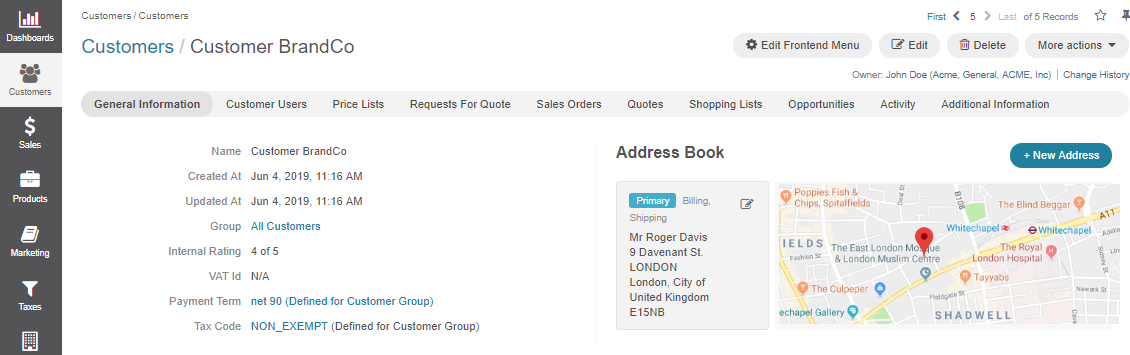 Customers / Customers
First 5 Last of 5 Records
Customers / Customer BrandCo
Edit Frontend Menu Edit Delete More actions
Owner: John Doe (Acme, General, ACME, Inc) Change History
General Information Customer Users Price Lists Requests For Quote Sales Orders Quotes Shopping Lists Opportunities Activity Additional Information
Dashboards
Customers
Sales
Products
Marketing
Taxes
Name Customer BrandCo
Created At Jun 4, 2019, 11:16 AM
Updated At Jun 4, 2019, 11:16 AM
Group All Customers
Internal Rating 4 of 5
VAT Id N/A
Payment Term net 90 (Defined for Customer Group)
Tax Code NON_EXEMPT (Defined for Customer Group)
Address Book
+ New Address
Primary Billing,
Shipping
Mr Roger Davis
9 Davenant St.
LONDON
London, City of
United Kingdom
E15NB
Poppies Fish &
Chips, Spitalfields
Deal St
B108
The Blind Beggar
A11
Whitechapel
Whitechapel
IELDS
Fashion St
The East London Mosque
& London Muslim Centre
The Royal
London Hospital
Sidney St
Tayyabs
The Culpeper
Fieldgate St
Newark St
echapel Gallery
SHADWELL